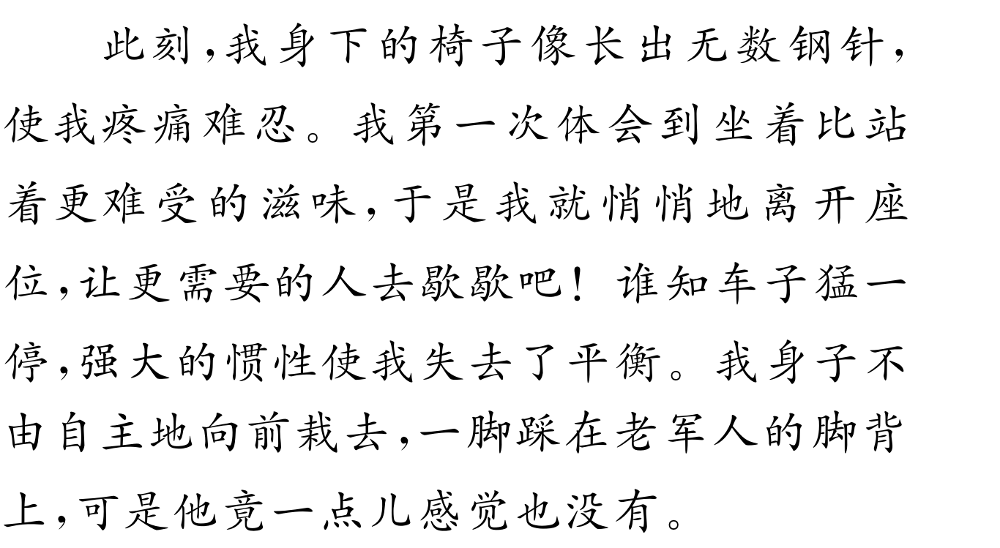 此刻,我身下的椅子像长出无数钢针,
使我疼痛难忍。我第一次体会到坐着比站
着更难受的滋味,于是我就悄悄地离开座
位,让更需要的人去歇歇吧！谁知车子猛一
停,强大的惯性使我失去了平衡。我身子不
由自主地向前栽去,一脚踩在老军人的脚背
上,可是他竟一点儿感觉也没有。